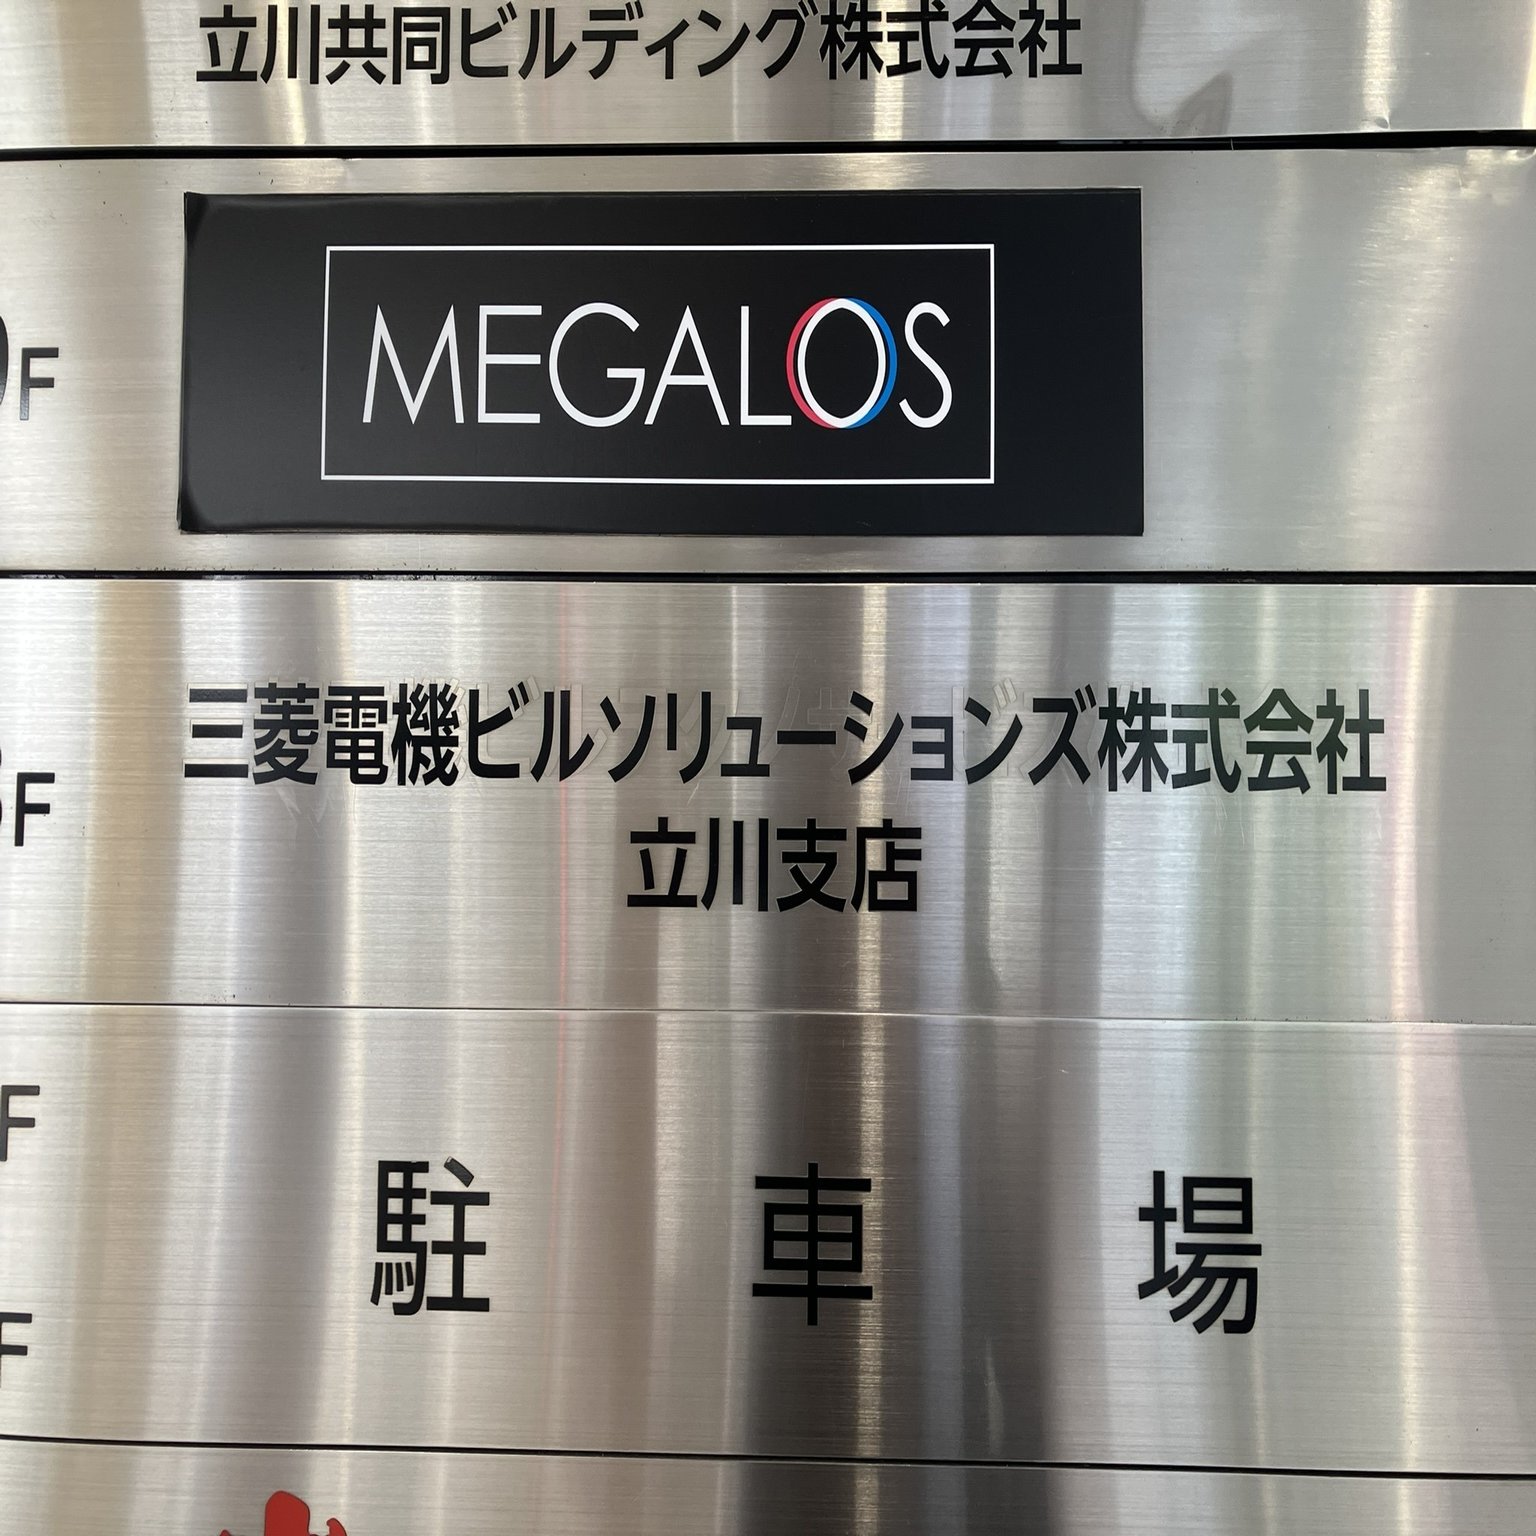 立川共同ビルディング株式会社
F
MEGALOS
三菱電機ビルソリューションズ株式会社
F
立川支店
F
駐車場
F